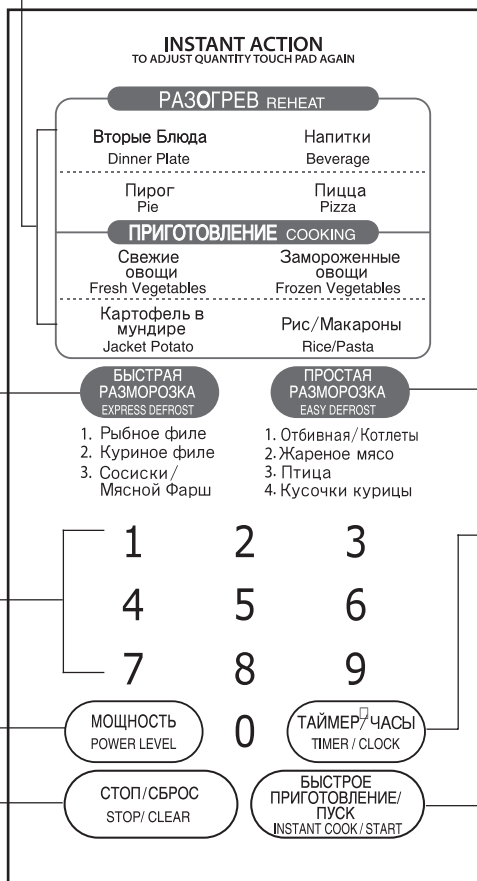 INSTANT ACTION
TO ADJUST QUANTITY TOUCH PAD AGAIN
РАЗОГРЕВ REHEAT
Вторые Блюда
Dinner Plate
Напитки
Beverage
Пирог
Pie
Пицца
Pizza
ПРИГОТОВЛЕНИЕ COOKING
Свежие
овощи
Fresh Vegetables
Замороженные
овощи
Frozen Vegetables
Картофель в
мундире
Jacket Potato
Рис/Макароны
Rice/Pasta
БЫСТРАЯ
РАЗМОРОЗКА
EXPRESS DEFROST
1. Рыбное филе
2. Куриное филе
3. Сосиски/
Мясной Фарш
ПРОСТАЯ
РАЗМОРОЗКА
EASY DEFROST
1. Отбивная/Котлеты
2. Жареное мясо
3. Птица
4. Кусочки курицы
1 2 3
4 5 6
7 8 9
МОЩНОСТЬ
POWER LEVEL
0
ТАЙМЕР/ЧАСЫ
TIMER / CLOCK
СТОП/СБРОС
STOP/ CLEAR
БЫСТРОЕ
ПРИГОТОВЛЕНИЕ/
ПУСК
INSTANT COOK / START